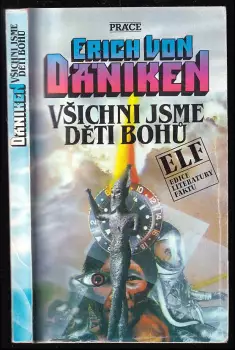 DÄNIKEN VŠICHNI JSME DĚTI BOHŮ
PRÁCE
ERICH VON
DÄNIKEN
VŠICHNI JSME
DĚTI BOHŮ
ELF
EDICE
LITERATURY
FAKTU